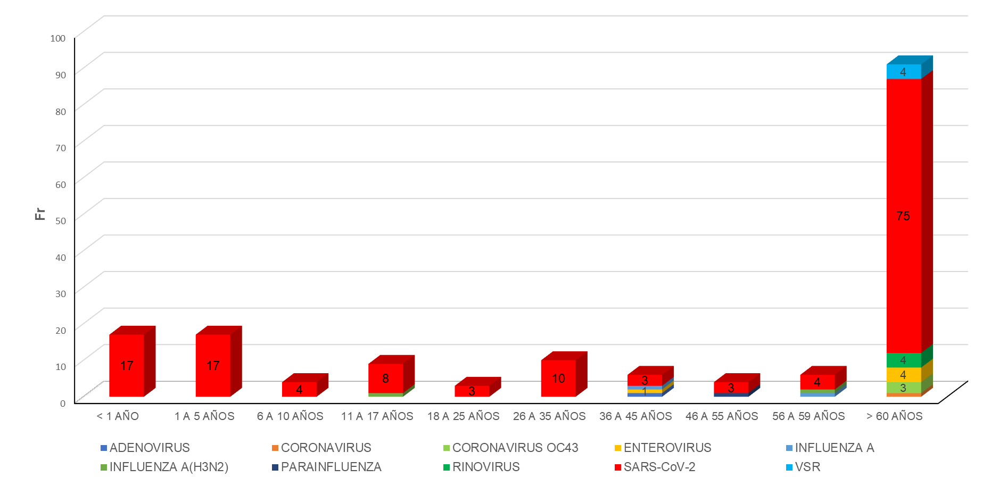 100
90
80
70
60
50
40
30
20
10
0
Fr
17
17
4
8
3
10
3
1
3
4
4
75
4
4
3
< 1 AÑO
1 A 5 AÑOS
6 A 10 AÑOS
11 A 17 AÑOS
18 A 25 AÑOS
26 A 35 AÑOS
36 A 45 AÑOS
46 A 55 AÑOS
56 A 59 AÑOS
> 60 AÑOS
ADENOVIRUS
CORONAVIRUS
CORONAVIRUS OC43
ENTEROVIRUS
INFLUENZA A
INFLUENZA A(H3N2)
PARAINFLUENZA
RINOVIRUS
SARS-CoV-2
VSR